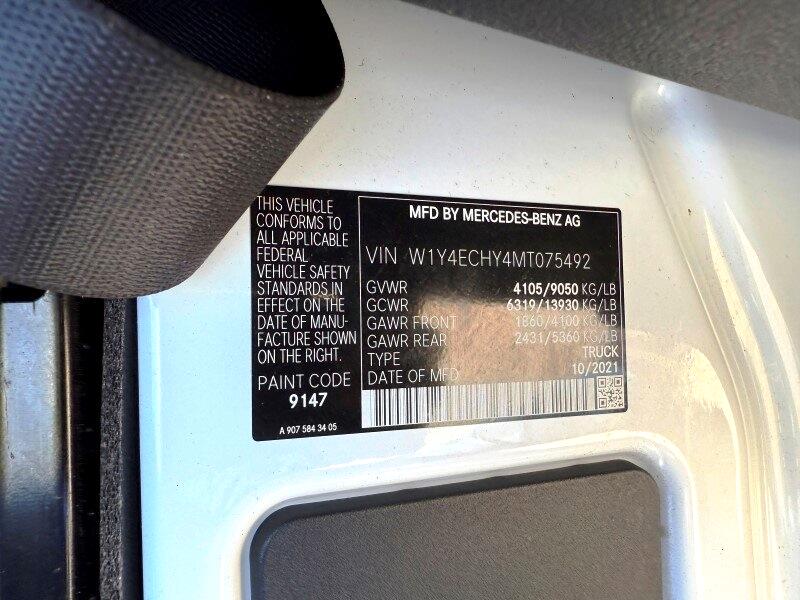 THIS VEHICLE
CONFORMS TO
ALL APPLICABLE
FEDERAL
VEHICLE SAFETY
STANDARDS IN
EFFECT ON THE
DATE OF MANU-
FACTURE SHOWN
ON THE RIGHT.
PAINT CODE
9147
A 907 584 34 05
MFD BY MERCEDES-BENZ AG
VIN W1Y4ECHY4MT075492
GVWR 4105/9050 KG/LB
GCWR 6319/13930 KG/LB
GAWR FRONT 1860/4100 KG/LB
GAWR REAR 2431/5360 KG/LB
TYPE TRUCK
DATE OF MFD 10/2021